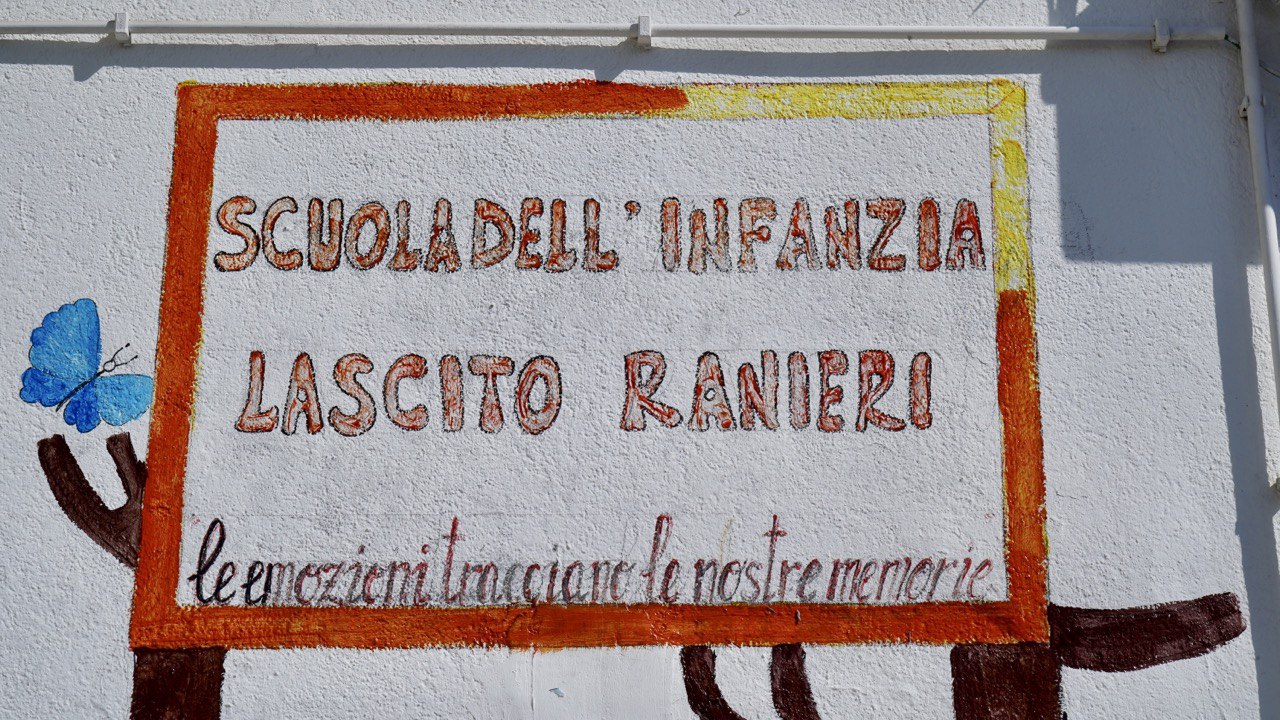 SCUOLA DELL' INFANZIA
LASCITO RANIERI
"le emozioni tracciano le nostre memorie"